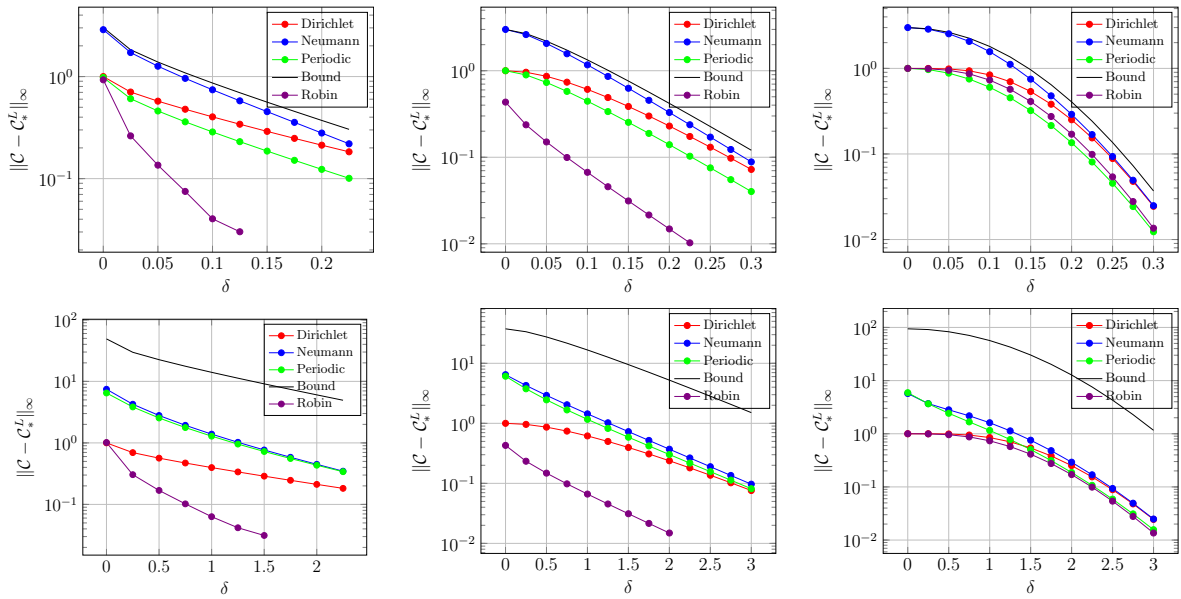 10^0
10^{-1}
‖C − C_*^L‖_∞
0 0.05 0.1 0.15 0.2
δ
Dirichlet
Neumann
Periodic
Bound
Robin
10^0
10^{-1}
10^{-2}
‖C − C_*^L‖_∞
0 0.05 0.1 0.15 0.2 0.25 0.3
δ
Dirichlet
Neumann
Periodic
Bound
Robin
10^0
10^{-1}
10^{-2}
‖C − C_*^L‖_∞
0 0.05 0.1 0.15 0.2 0.25 0.3
δ
Dirichlet
Neumann
Periodic
Bound
Robin
10^2
10^1
10^0
10^{-1}
‖C − C_*^L‖_∞
0 0.5 1 1.5 2
δ
Dirichlet
Neumann
Periodic
Bound
Robin
10^1
10^0
10^{-1}
10^{-2}
‖C − C_*^L‖_∞
0 0.5 1 1.5 2 2.5 3
δ
Dirichlet
Neumann
Periodic
Bound
Robin
10^2
10^1
10^0
10^{-1}
10^{-2}
‖C − C_*^L‖_∞
0 0.5 1 1.5 2 2.5 3
δ
Dirichlet
Neumann
Periodic
Bound
Robin